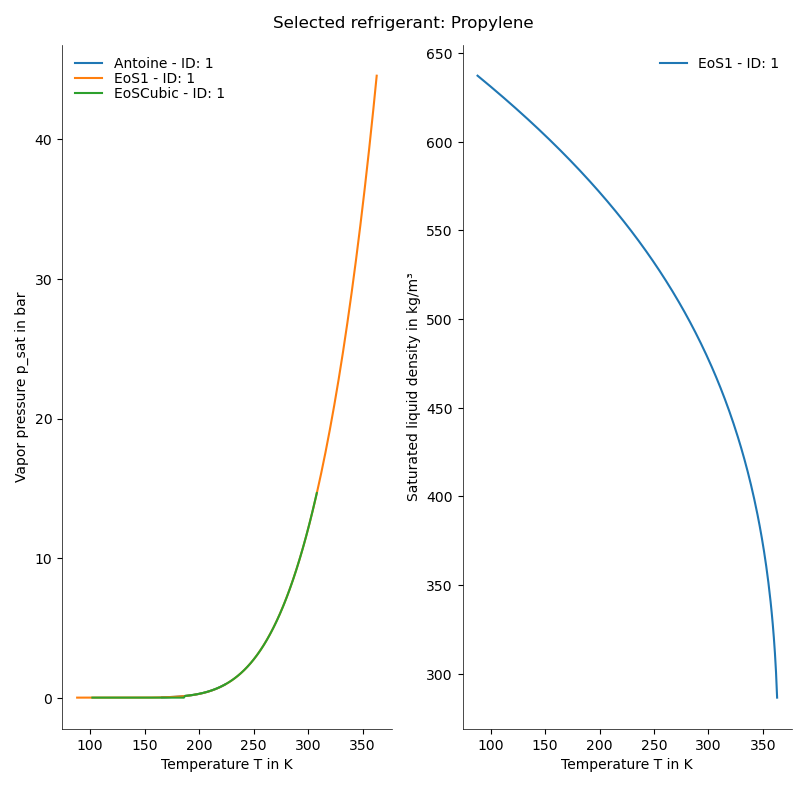 Selected refrigerant: Propylene
Antoine - ID: 1
EoS1 - ID: 1
EoSCubic - ID: 1
40
30
20
10
0
Vapor pressure p_sat in bar
100 150 200 250 300 350
Temperature T in K
EoS1 - ID: 1
650
600
550
500
450
400
350
300
Saturated liquid density in kg/m³
100 150 200 250 300 350
Temperature T in K